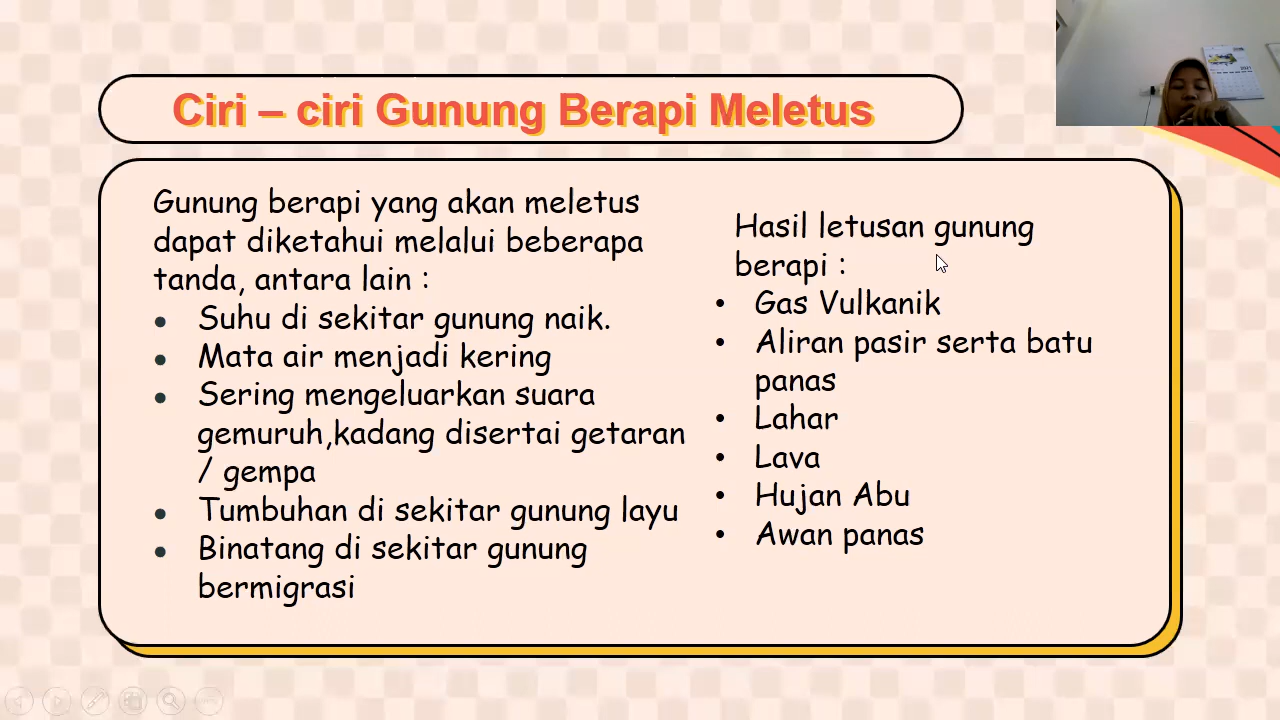 Ciri – ciri Gunung Berapi Meletus
Gunung berapi yang akan meletus
dapat diketahui melalui beberapa
tanda, antara lain :
• Suhu di sekitar gunung naik.
• Mata air menjadi kering
• Sering mengeluarkan suara
gemuruh,kadang disertai getaran
/ gempa
• Tumbuhan di sekitar gunung layu
• Binatang di sekitar gunung
bermigrasi
Hasil letusan gunung
berapi :
• Gas Vulkanik
• Aliran pasir serta batu
panas
• Lahar
• Lava
• Hujan Abu
• Awan panas